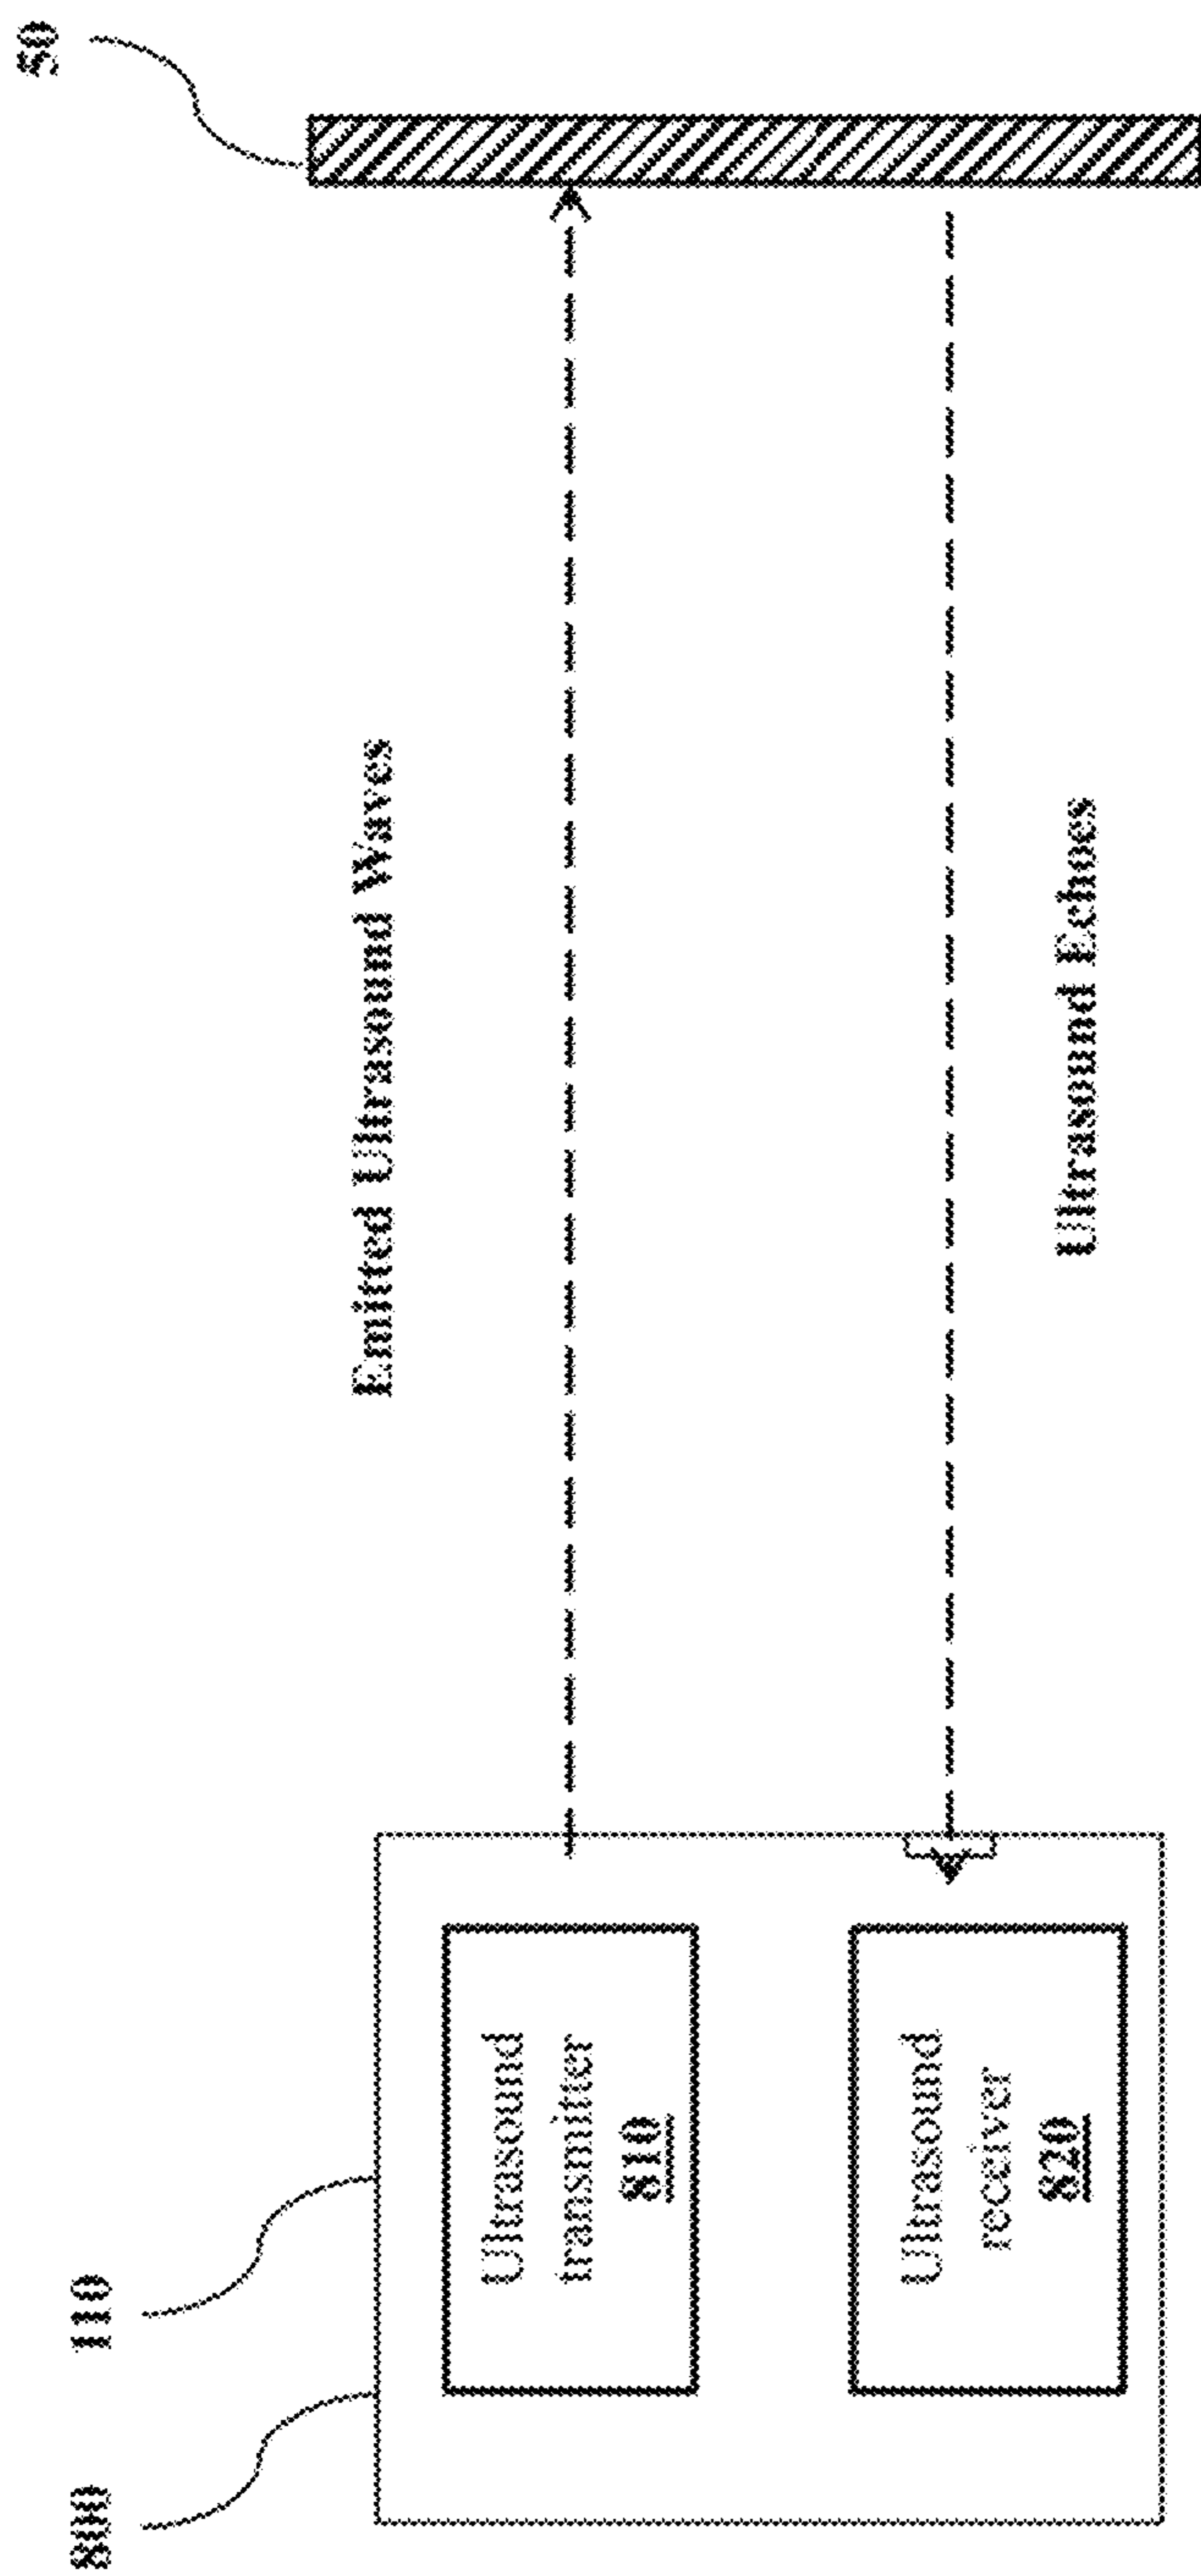 800
110
50
Emitted Ultrasound Waves
Ultrasound
transmitter
810
Ultrasound
receiver
820
Ultrasound Echoes